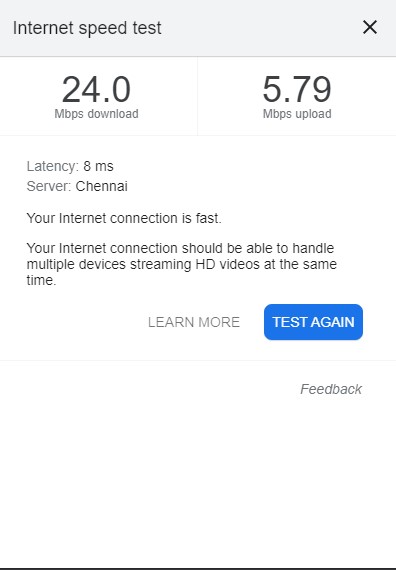 Internet speed test
24.0
Mbps download
5.79
Mbps upload
Latency: 8 ms
Server: Chennai
Your Internet connection is fast.
Your Internet connection should be able to handle
multiple devices streaming HD videos at the same
time.
LEARN MORE
TEST AGAIN
Feedback